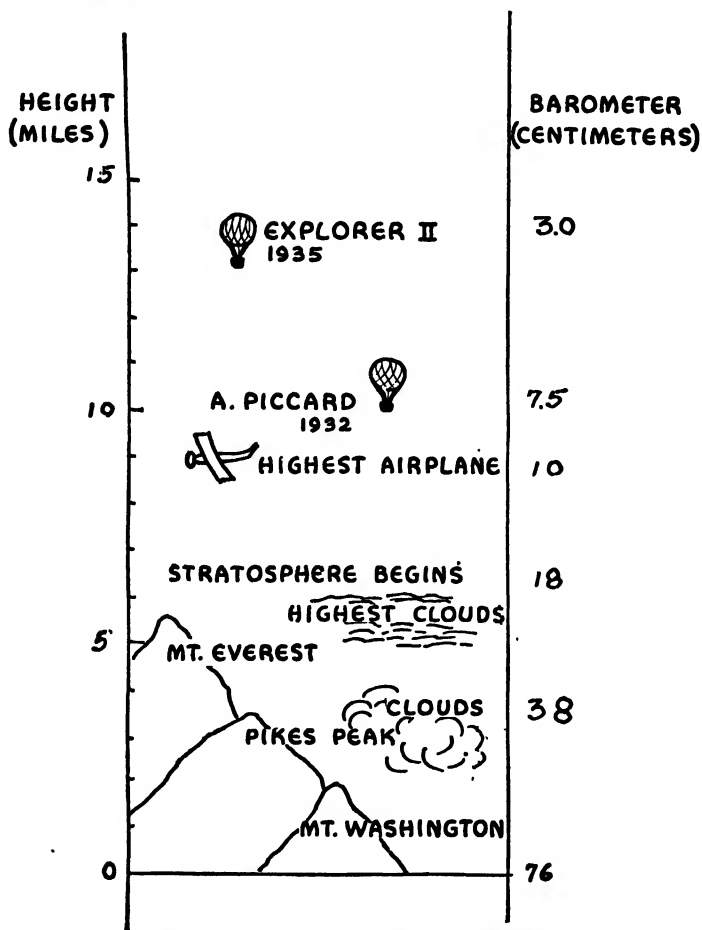 HEIGHT
(MILES)
BAROMETER
(CENTIMETERS)
15
EXPLORER II
1935
3.0
10
A. PICCARD
1932
7.5
HIGHEST AIRPLANE
10
STRATOSPHERE BEGINS
18
HIGHEST CLOUDS
5
MT. EVEREST
CLOUDS
38
PIKES PEAK
MT. WASHINGTON
0
76